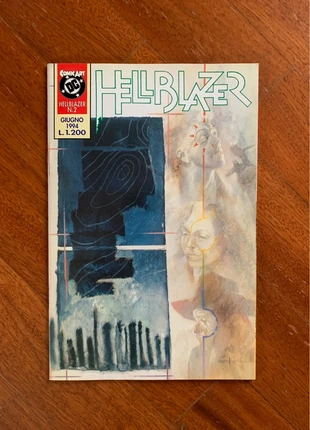 COMIC ART
DC
HELLBLAZER
HELLBLAZER
N.2
GIUGNO
1994
L.1.200